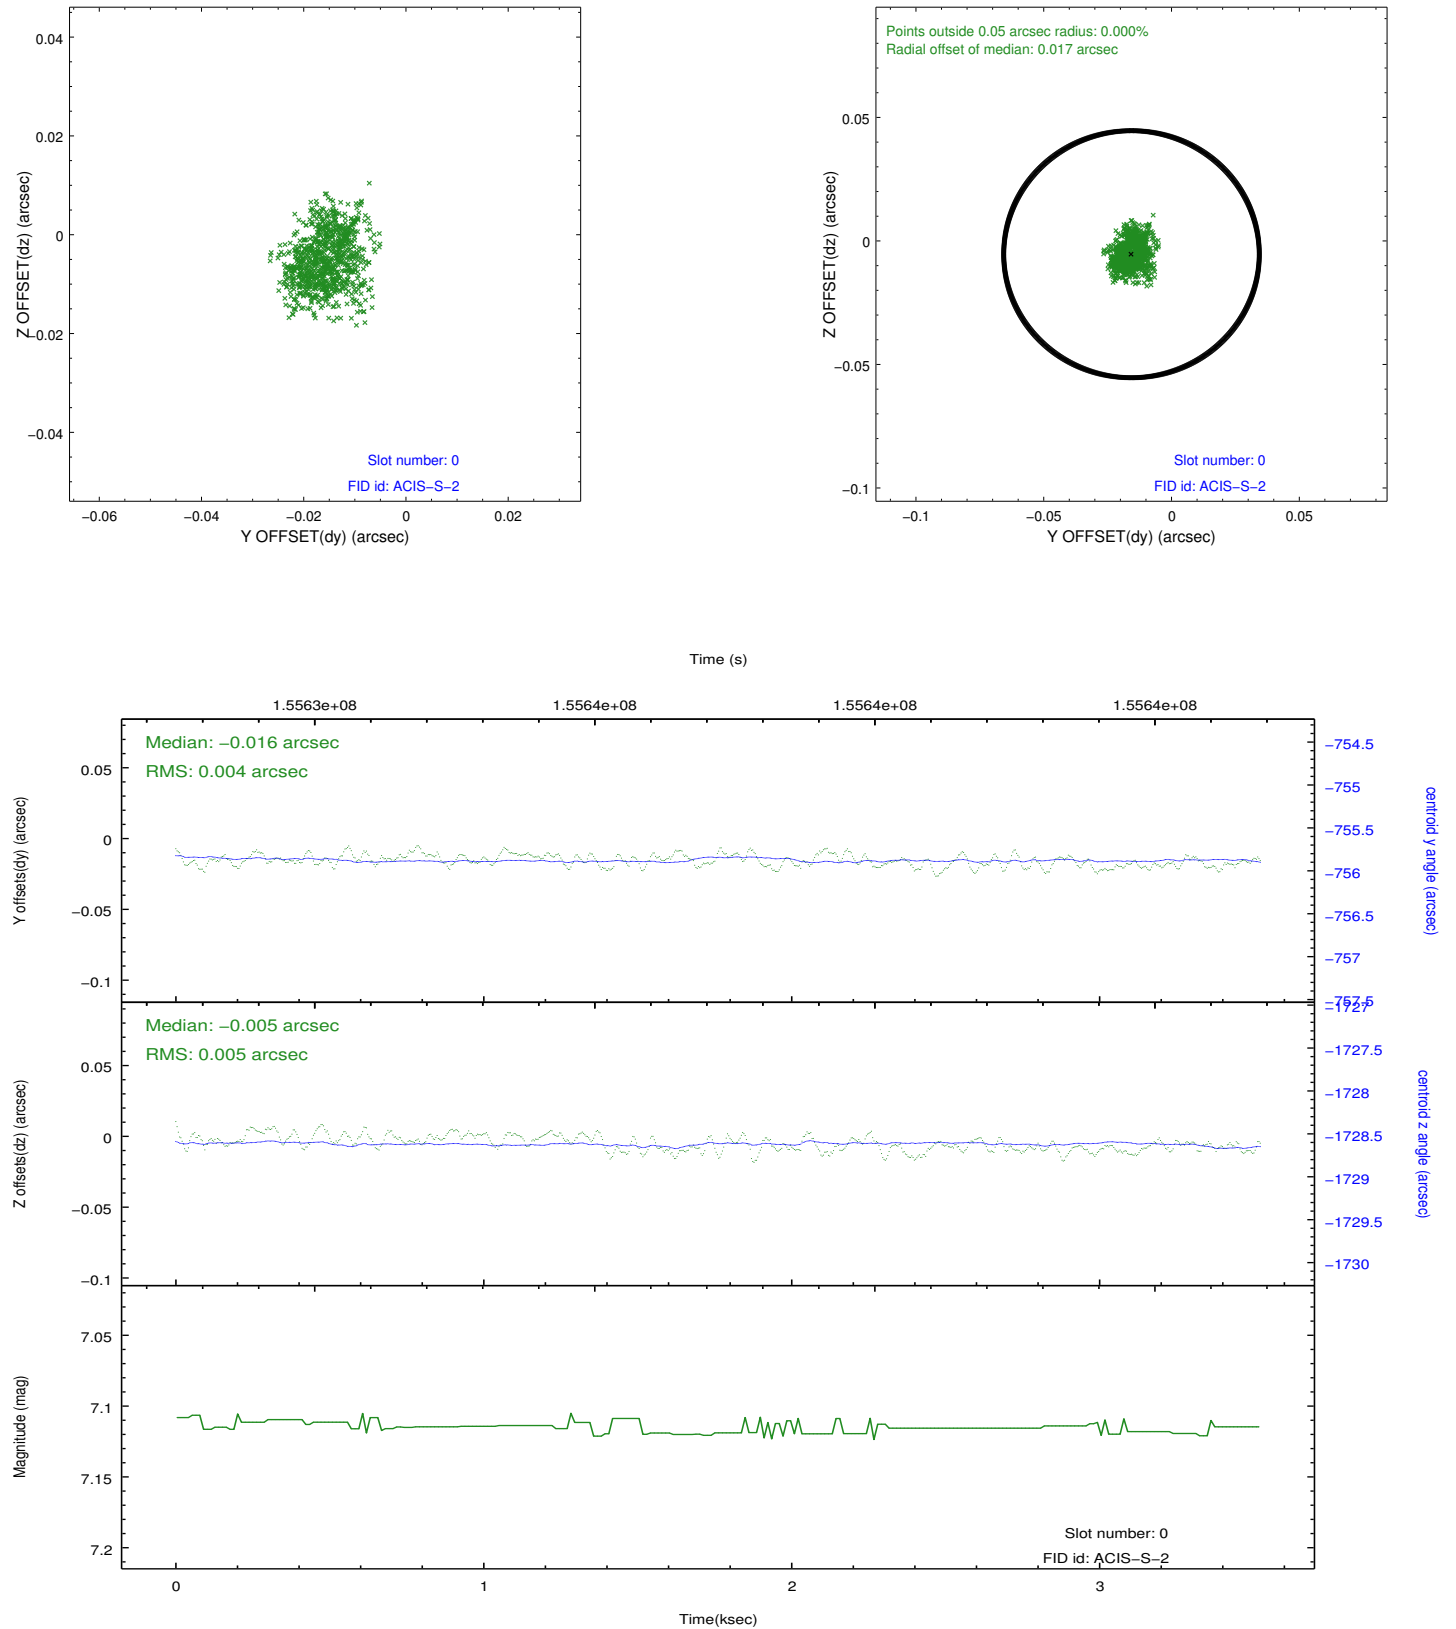 0.04
0.02
0
−0.02
−0.04
Z OFFSET(dz) (arcsec)
Slot number: 0
FID id: ACIS−S−2
−0.06
−0.04
−0.02
0
0.02
Y OFFSET(dy) (arcsec)
Points outside 0.05 arcsec radius: 0.000%
Radial offset of median: 0.017 arcsec
0.05
0
−0.05
−0.1
Z OFFSET(dz) (arcsec)
Slot number: 0
FID id: ACIS−S−2
−0.1
−0.05
0
0.05
Y OFFSET(dy) (arcsec)
Time (s)
1.5563e+08
1.5564e+08
1.5564e+08
1.5564e+08
Median: −0.016 arcsec
RMS: 0.004 arcsec
0.05
0
−0.05
−0.1
Y offsets(dy) (arcsec)
−754.5
−755
−755.5
−756
−756.5
−757
−757.5
centroid y angle (arcsec)
Median: −0.005 arcsec
RMS: 0.005 arcsec
0.05
0
−0.05
−0.1
Z offsets(dz) (arcsec)
−1727
−1727.5
−1728
−1728.5
−1729
−1729.5
−1730
centroid z angle (arcsec)
7.05
7.1
7.15
7.2
Magnitude (mag)
Slot number: 0
FID id: ACIS−S−2
0
1
2
3
Time(ksec)